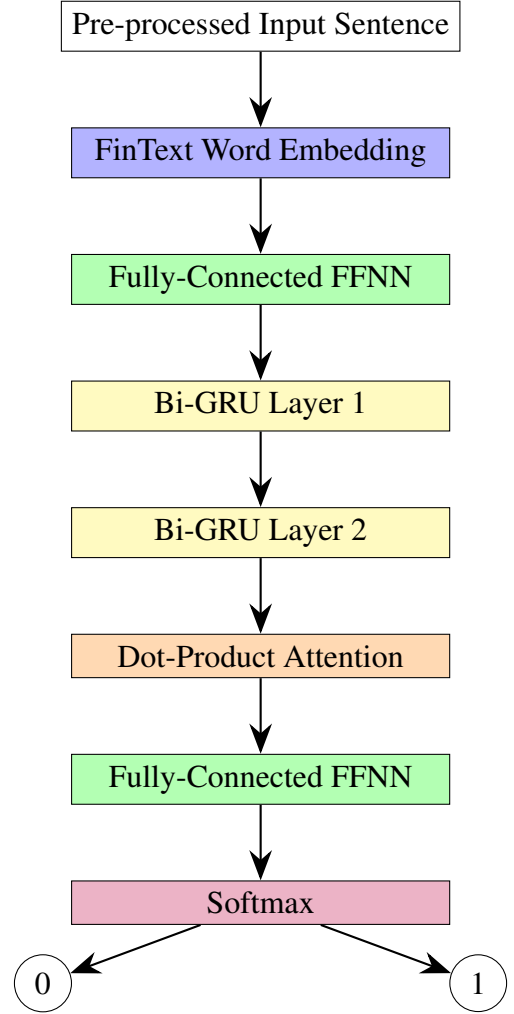 Pre-processed Input Sentence
FinText Word Embedding
Fully-Connected FFNN
Bi-GRU Layer 1
Bi-GRU Layer 2
Dot-Product Attention
Fully-Connected FFNN
Softmax
0
1